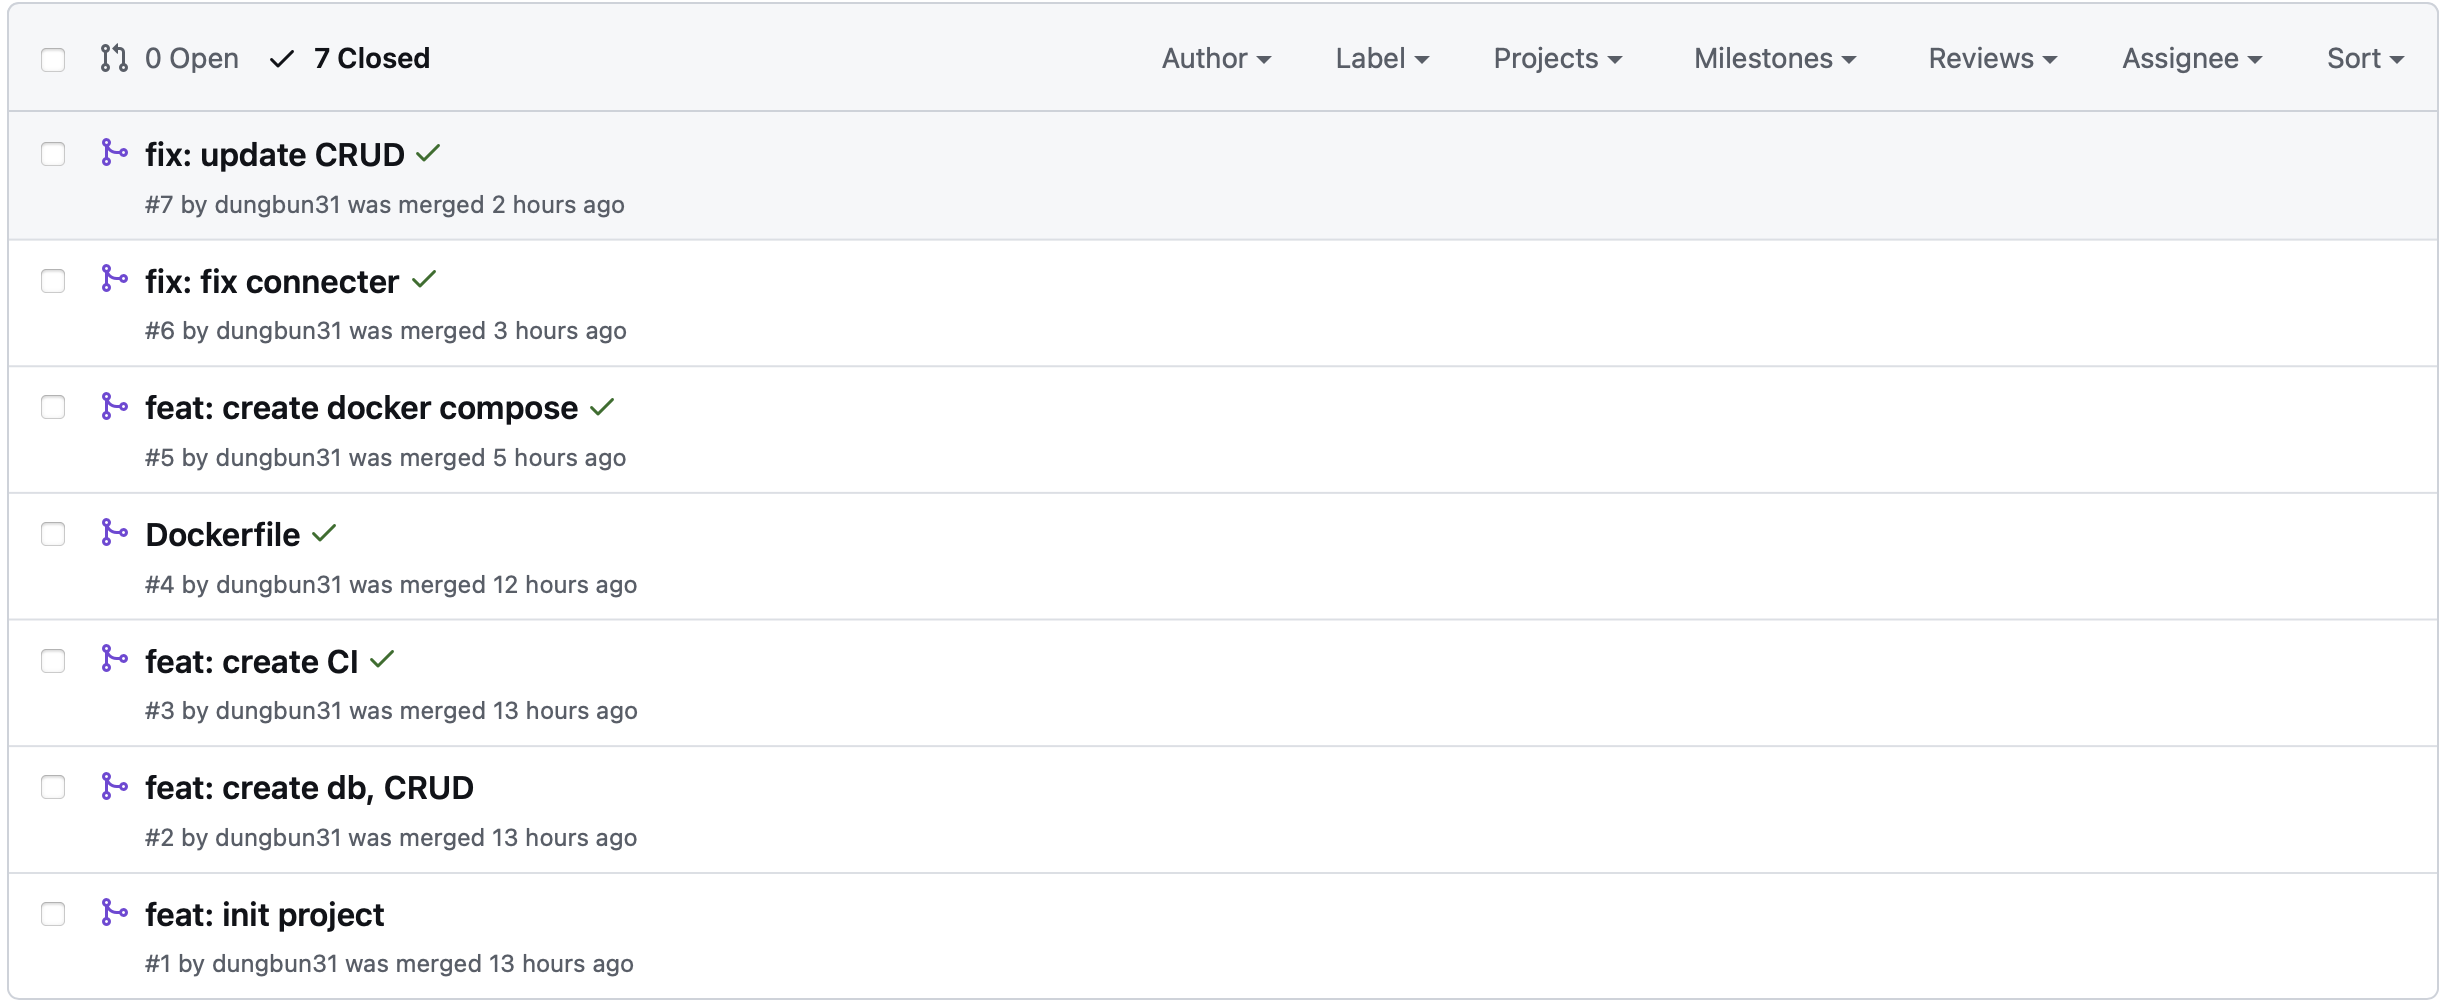 0 Open 7 Closed Author Label Projects Milestones Reviews Assignee Sort
fix: update CRUD
#7 by dungbun31 was merged 2 hours ago
fix: fix connecter
#6 by dungbun31 was merged 3 hours ago
feat: create docker compose
#5 by dungbun31 was merged 5 hours ago
Dockerfile
#4 by dungbun31 was merged 12 hours ago
feat: create CI
#3 by dungbun31 was merged 13 hours ago
feat: create db, CRUD
#2 by dungbun31 was merged 13 hours ago
feat: init project
#1 by dungbun31 was merged 13 hours ago